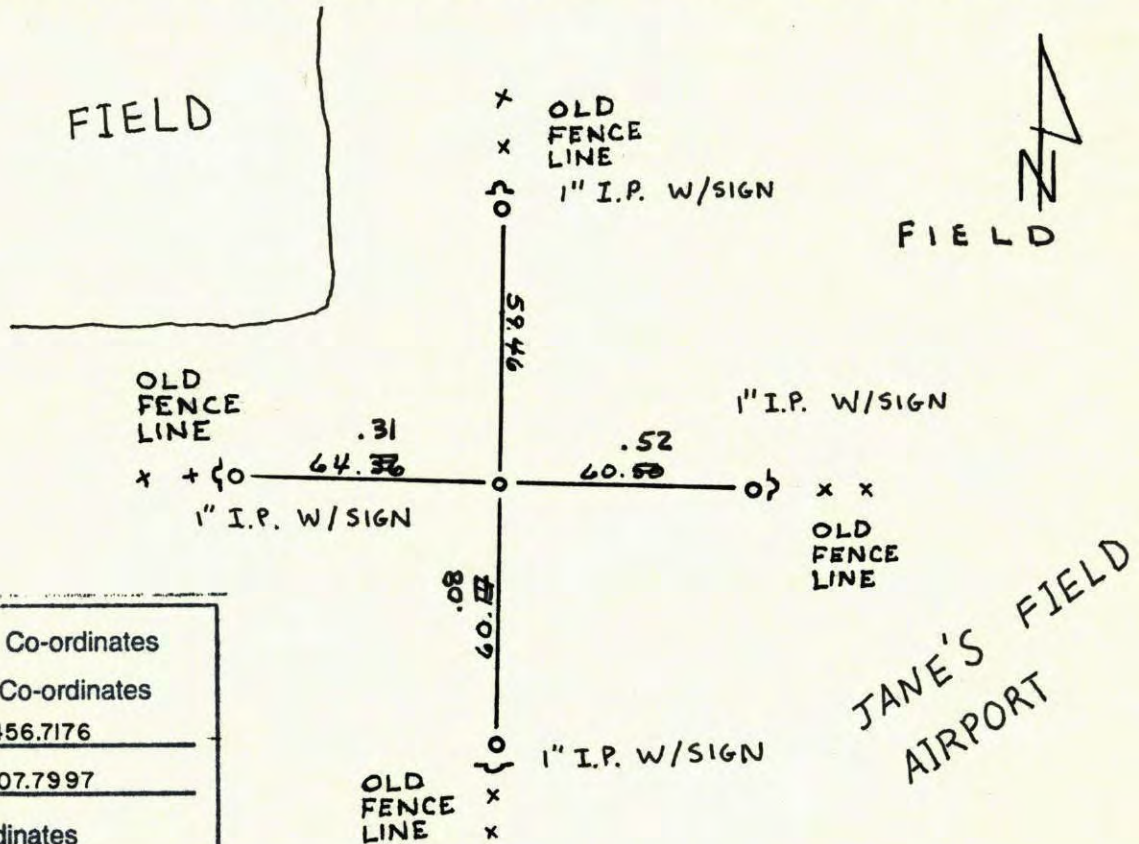 FIELD
OLD
FENCE
LINE
1" I.P. W/SIGN
N
FIELD
59.46
OLD
FENCE
LINE
1" I.P. W/SIGN
.31
64.
.52
60.
1" I.P. W/SIGN
OLD
FENCE
LINE
60.
.08
1" I.P. W/SIGN
OLD
FENCE
LINE
JANE'S FIELD
AIRPORT
Co-ordinates
Co-ordinates
56.7176
07.7997
dinates